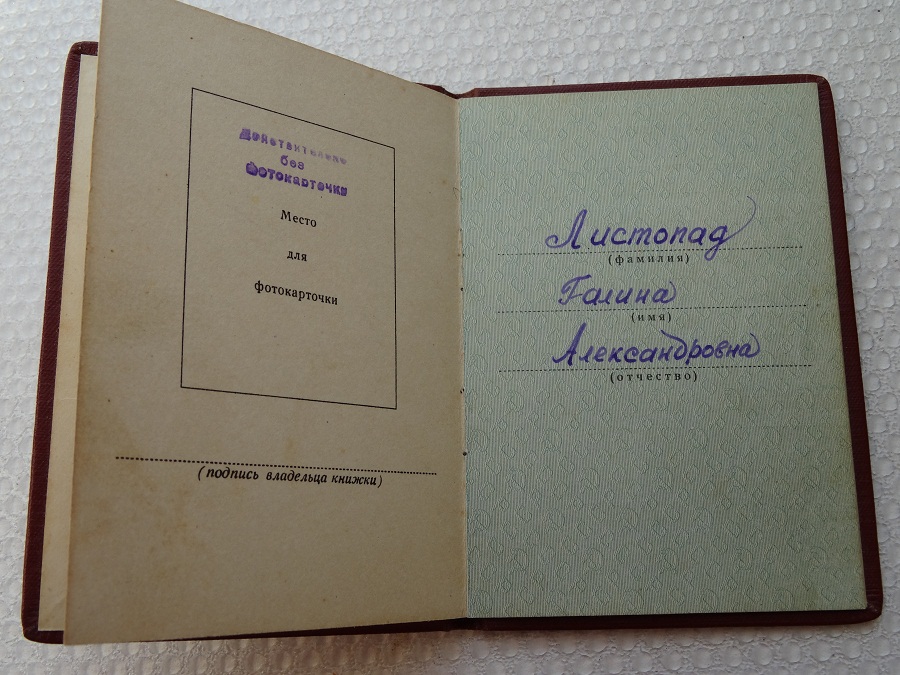 Действительно
без
фотокарточки
Место
для
фотокарточки
(подпись владельца книжки)
Листопад
(фамилия)
Галина
(имя)
Александровна
(отчество)